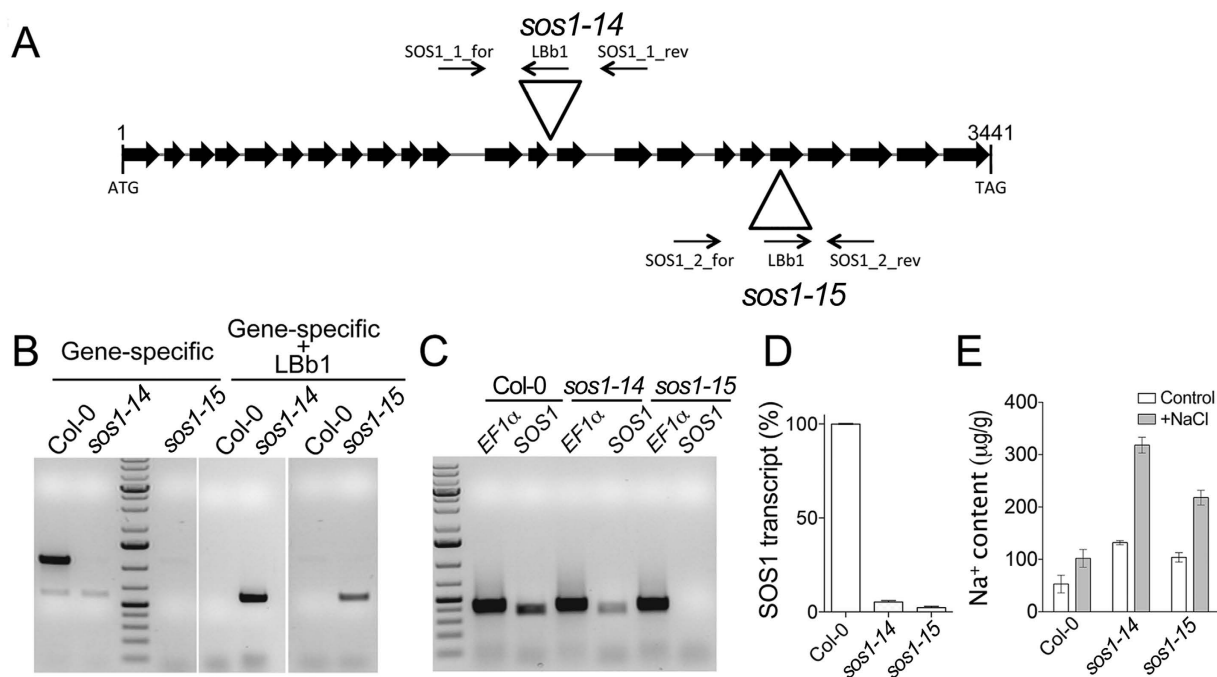 A
sos1-14
SOS1_1_for
LBb1
SOS1_1_rev
1
3441
ATG
TAG
SOS1_2_for
LBb1
SOS1_2_rev
sos1-15
B
Gene-specific
Gene-specific
+
LBb1
Col-0
sos1-14
sos1-15
Col-0
sos1-14
Col-0
sos1-15
C
Col-0
sos1-14
sos1-15
EF1α
SOS1
EF1α
SOS1
EF1α
SOS1
D
SOS1 transcript (%)
100
50
0
Col-0
sos1-14
sos1-15
E
Control
+NaCl
Na⁺ content (µg/g)
400
300
200
100
0
Col-0
sos1-14
sos1-15